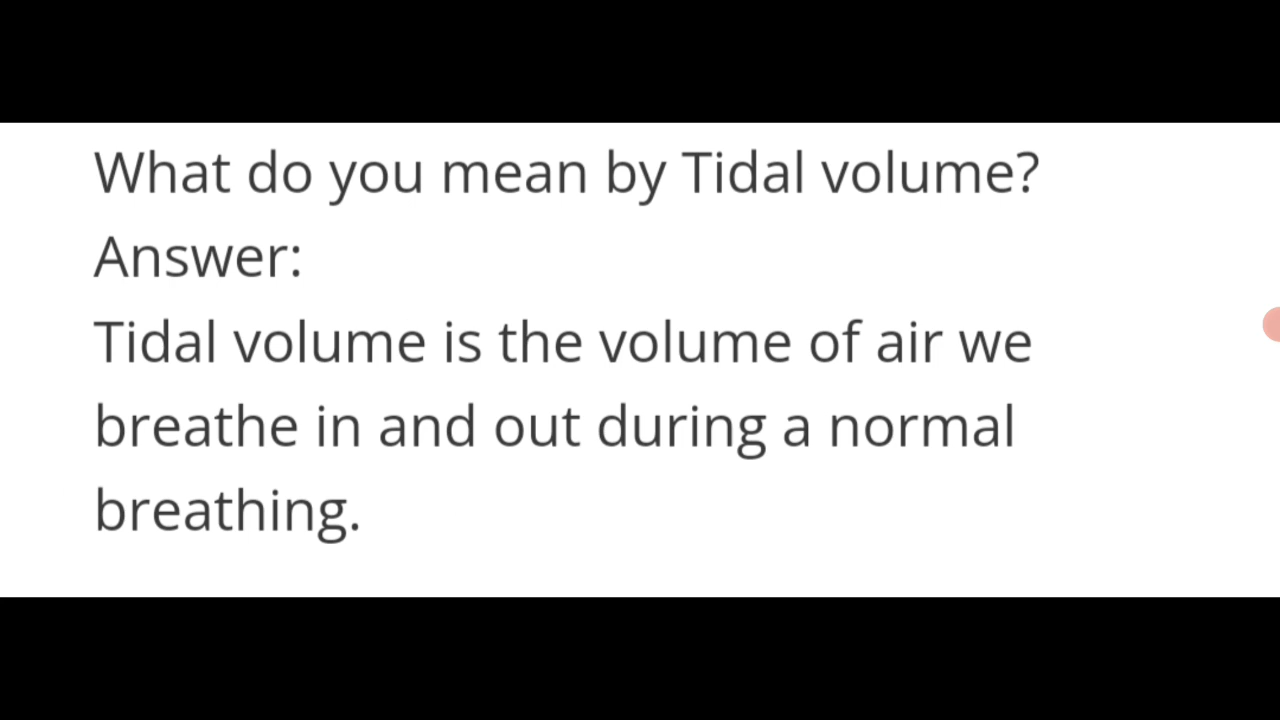 What do you mean by Tidal volume?
Answer:
Tidal volume is the volume of air we
breathe in and out during a normal
breathing.